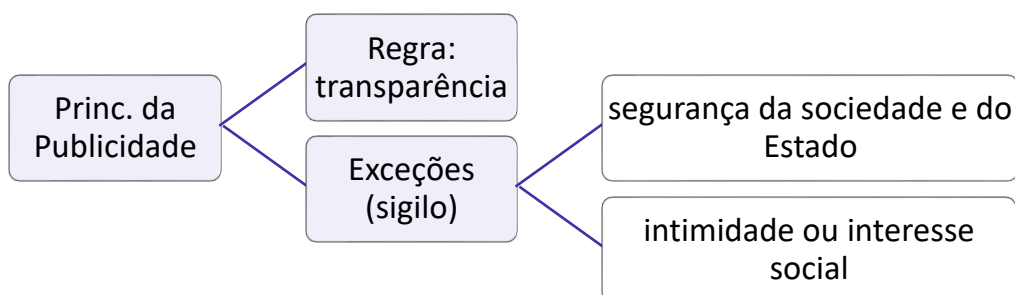 Princ. da
Publicidade
Regra:
transparência
Exceções
(sigilo)
segurança da sociedade e do
Estado
intimidade ou interesse
social